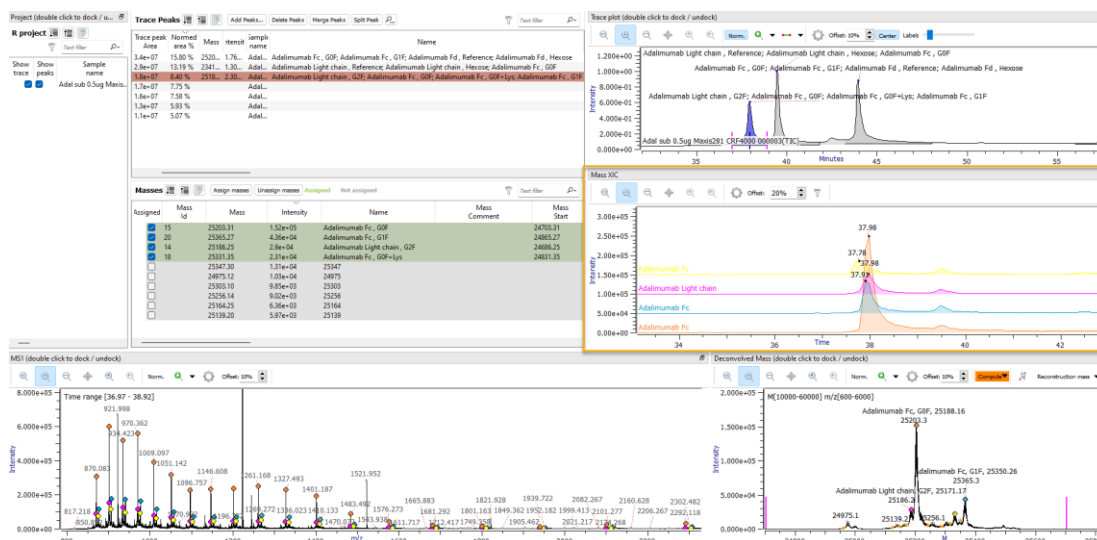 Project (double click to dock / u...
R project
Text filter
Show trace
Show peaks
Sample name
Adal sub 0.5ug Maxis...
Trace Peaks
Add Peaks...
Delete Peaks
Merge Peaks
Split Peak
Text filter
Trace peak Area
Normed area %
Mass
Sample name
Name
3.4e+07 15.80 % 2520... 1.76... Adal... Adalimumab Fc , G0F; Adalimumab Fc , G1F; Adalimumab Fd , Reference; Adalimumab Fd , Hexose
2.9e+07 13.19 % 2341... 1.30... Adal... Adalimumab Light chain , Reference; Adalimumab Light chain , Hexose; Adalimumab Fc , G0F
1.8e+07 8.40 % 2518... 2.30... Adal... Adalimumab Light chain , G2F; Adalimumab Fc , G0F; Adalimumab Fc , G0F+Lys; Adalimumab Fc , G1F
1.7e+07 7.75 % Adal...
1.6e+07 7.58 % Adal...
1.3e+07 5.93 % Adal...
1.1e+07 5.07 % Adal...
Masses
Assign masses
Unassign masses
Assigned
Not assigned
Text filter
Assigned
Mass Id
Mass
Intensity
Name
Mass Comment
Mass Start
15 25203.31 1.52e+05 Adalimumab Fc , G0F 24703.31
20 25365.27 4.36e+04 Adalimumab Fc , G1F 24865.27
14 25186.25 2.9e+04 Adalimumab Light chain , G2F 24686.25
18 25331.35 2.31e+04 Adalimumab Fc , G0F+Lys 24831.35
25347.30 1.31e+04 25347
24975.12 1.03e+04 24975
25303.10 9.85e+03 25303
25256.14 9.02e+03 25256
25164.25 6.36e+03 25164
25139.20 5.97e+03 25139
Trace plot (double click to dock / undock)
Norm.
Offset: 10%
Center
Labels
Intensity
1.200e+00
1.000e+00
8.000e-01
6.000e-01
4.000e-01
2.000e-01
0.000e+00
Adalimumab Light chain , Reference; Adalimumab Light chain , Hexose; Adalimumab Fc , G0F
Adalimumab Fc , G0F; Adalimumab Fc , G1F; Adalimumab Fd , Reference; Adalimumab Fd , Hexose
Adalimumab Light chain , G2F; Adalimumab Fc , G0F; Adalimumab Fc , G0F+Lys; Adalimumab Fc , G1F
Adal sub 0.5ug Maxis281 CRF4000 000003(TIC)
35 40 45 50 55
Minutes
Mass XIC
Offset: 20%
Intensity
3.00e+05
2.50e+05
2.00e+05
1.50e+05
1.00e+05
5.00e+04
0.00e+00
37.98
37.78
37.98
37.91
Adalimumab Fc
Adalimumab Light chain
Adalimumab Fc
Adalimumab Fc
34 36 38 40 42
Time
MS1 (double click to dock / undock)
Norm.
Offset: 10%
Time range [36.97 - 38.92]
Intensity
8.000e+05
6.000e+05
4.000e+05
2.000e+05
0.000e+00
921.998
970.362
934.423
1009.097
1051.142
870.083
1096.757
1146.608
1261.168
1327.493
1401.187
1521.952
817.218
1269.272
1336.023
1418.133
1483.492
1576.273
1665.883
1681.292
1821.928
1801.163
1849.362
1939.722
1952.182
1999.413
2082.267
2101.277
2160.628
2206.267
2302.482
2292.118
1543.938
1712.417
1749.358
1905.462
2021.217
m/z
Deconvolved Mass (double click to dock / undock)
Norm.
Offset: 10%
Compute
Reconstruction mass
M[10000-60000] m/z[600-6000]
Intensity
2.000e+05
1.500e+05
1.000e+05
5.000e+04
0.000e+00
Adalimumab Fc, G0F, 25188.16
25203.3
dalimumab Fc, G1F, 25350.26
25365.3
Adalimumab Light chain, G2F, 25171.17
25186.2
24975.1
25139.2
25256.1
M